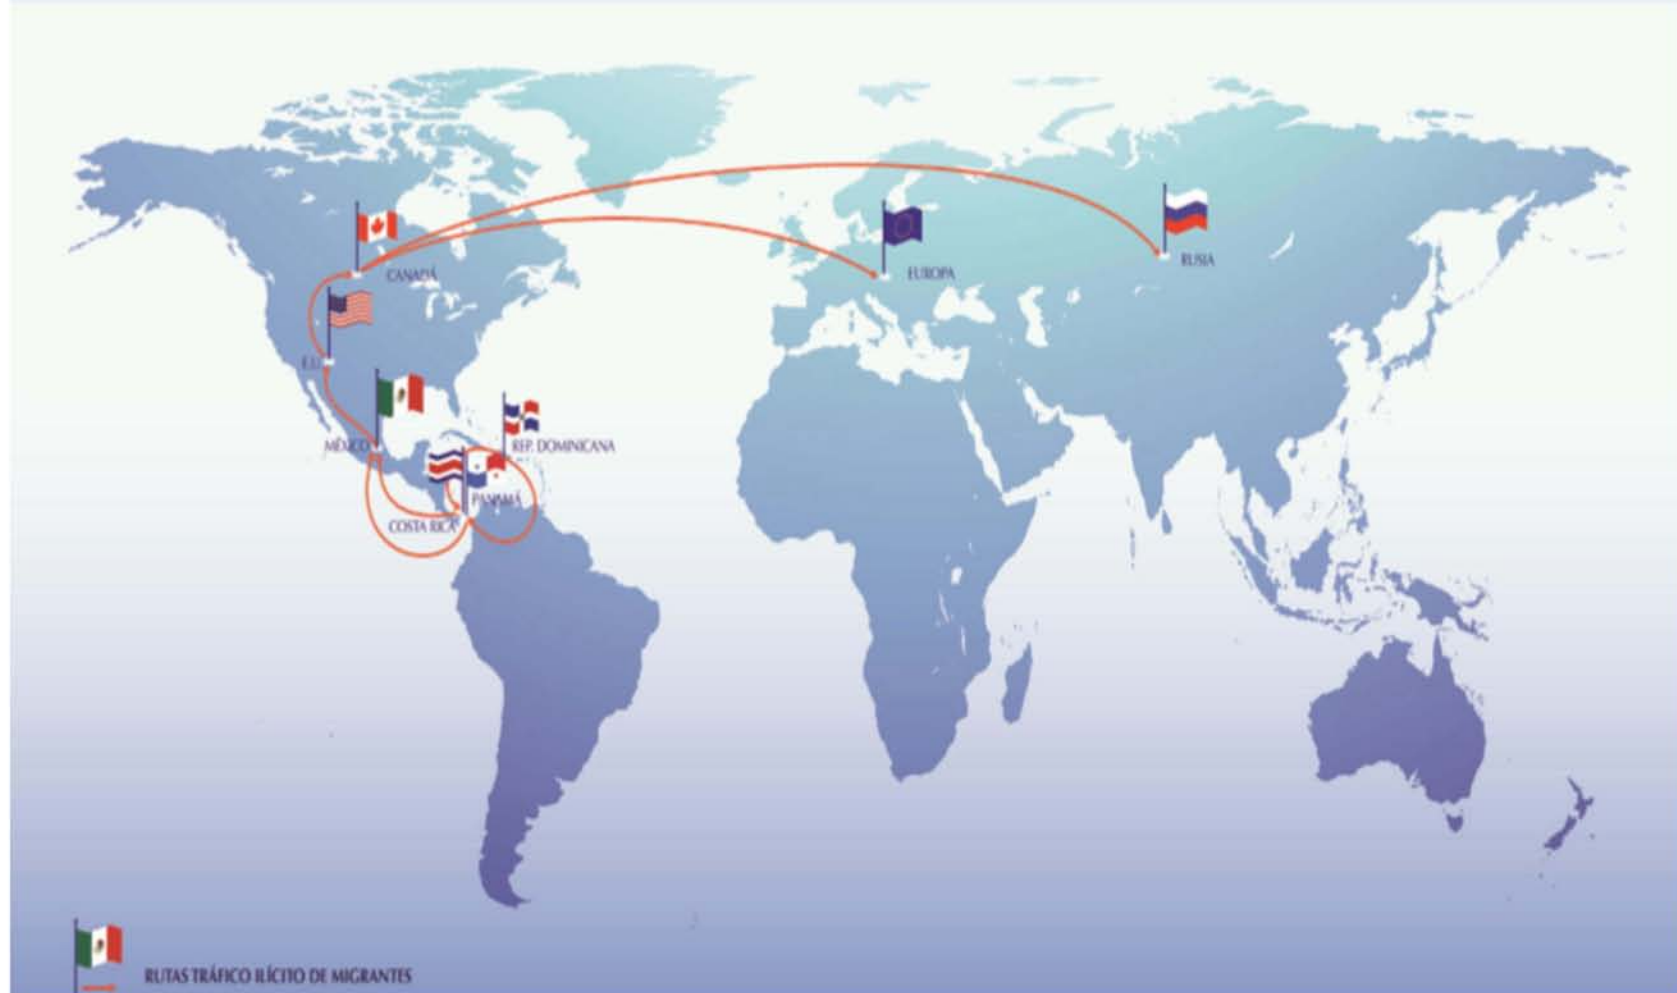 CANADÁ
EUROPA
RUSIA
E.U.
MÉXICO
REP. DOMINICANA
PANAMÁ
COSTA RICA
RUTAS TRÁFICO ILÍCITO DE MIGRANTES